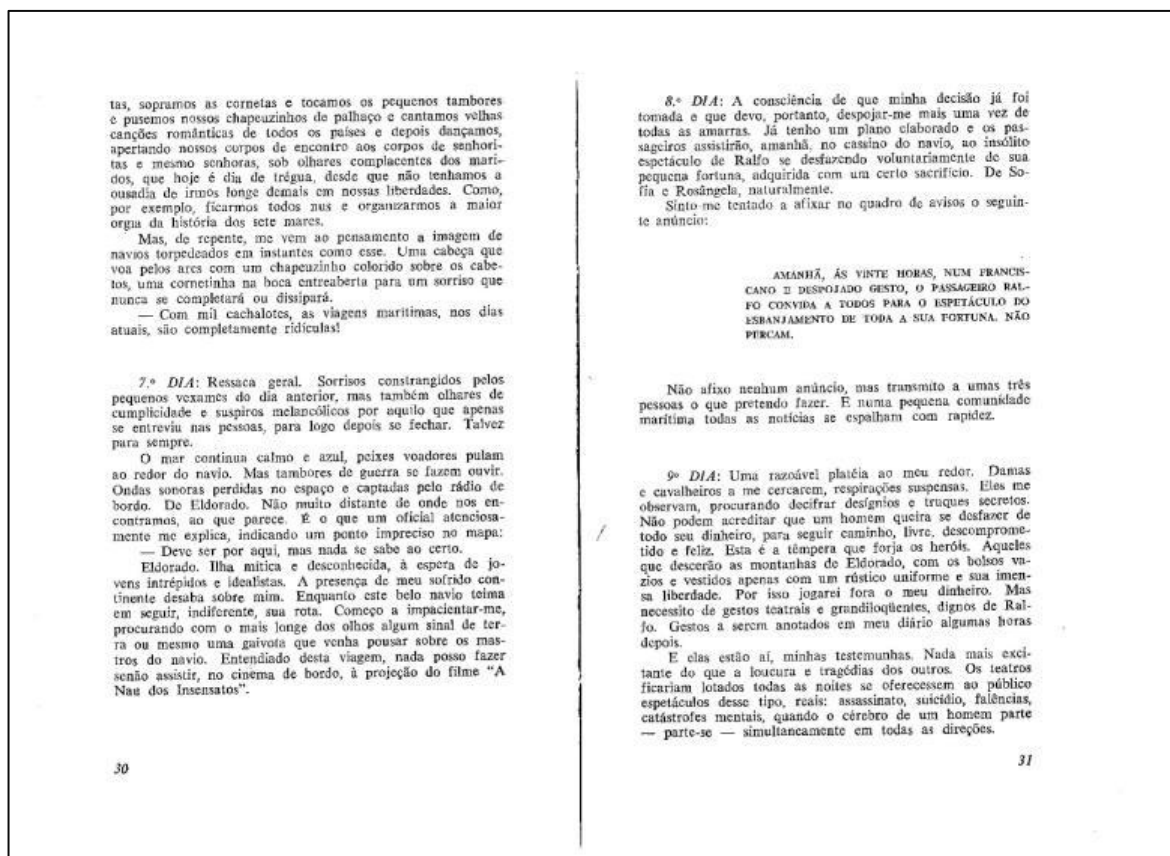 tas, sopramos as cornetas e tocamos os pequenos tambores
e pusemos nossos chapeuzinhos de palhaço e cantamos velhas
canções românticas de todos os países e depois dançamos,
apertando nossos corpos de encontro aos corpos de senhori-
tas e mesmo senhoras, sob olhares complacentes dos mari-
dos, que hoje é dia de trégua, desde que não tenhamos a
ousadia de irmos longe demais em nossas liberdades. Como,
por exemplo, ficarmos todos nus e organizarmos a maior
orgia da história dos sete mares.
Mas, de repente, me vem ao pensamento a imagem de
navios torpedeados em instantes como esse. Uma cabeça que
voa pelos ares com um chapeuzinho colorido sobre os cabe-
los, uma cornetinha na boca entreaberta para um sorriso que
nunca se completará ou dissipará.
— Com mil cachalotes, as viagens marítimas, nos dias
atuais, são completamente ridículas!
7.º DIA: Ressaca geral. Sorrisos constrangidos pelos
pequenos vexames do dia anterior, mas também olhares de
cumplicidade e suspiros melancólicos por aquilo que apenas
se entreviu nas pessoas, para logo depois se fechar. Talvez
para sempre.
O mar continua calmo e azul, peixes voadores pulam
ao redor do navio. Mas tambores de guerra se fazem ouvir.
Ondas sonoras perdidas no espaço e captadas pelo rádio de
bordo. De Eldorado. Não muito distante de onde nos en-
contramos, ao que parece. É o que um oficial atenciosa-
mente me explica, indicando um ponto impreciso no mapa:
— Deve ser por aqui, mas nada se sabe ao certo.
Eldorado. Ilha mítica e desconhecida, à espera de jo-
vens intrépidos e idealistas. A presença de meu sofrido con-
tinente desaba sobre mim. Enquanto este belo navio teima
em seguir, indiferente, sua rota. Começo a impacientar-me,
procurando com o mais longe dos olhos algum sinal de ter-
ra ou mesmo uma gaivota que venha pousar sobre os mas-
tros do navio. Entendiado desta viagem, nada posso fazer
senão assistir, no cinema de bordo, à projeção do filme “A
Nau dos Insensatos”.
30
8.º DIA: A consciência de que minha decisão já foi
tomada e que devo, portanto, despojar-me mais uma vez de
todas as amarras. Já tenho um plano elaborado e os pas-
sageiros assistirão, amanhã, no cassino do navio, ao insólito
espetáculo de Ralfo se desfazendo voluntariamente de sua
pequena fortuna, adquirida com um certo sacrifício. De So-
fia e Rosângela, naturalmente.
Sinto-me tentado a afixar no quadro de avisos o seguin-
te anúncio:
AMANHÃ, ÀS VINTE HORAS, NUM FRANCIS-
CANO E DESPOJADO GESTO, O PASSAGEIRO RAL-
FO CONVIDA A TODOS PARA O ESPETÁCULO DO
ESBANJAMENTO DE TODA A SUA FORTUNA. NÃO
PERCAM.
Não afixo nenhum anúncio, mas transmito a umas três
pessoas o que pretendo fazer. E numa pequena comunidade
marítima todas as notícias se espalham com rapidez.
9º DIA: Uma razoável platéia ao meu redor. Damas
e cavalheiros a me cercarem, respirações suspensas. Eles me
observam, procurando decifrar desígnios e truques secretos.
Não podem acreditar que um homem queira se desfazer de
todo seu dinheiro, para seguir caminho, livre, descomprome-
tido e feliz. Esta é a têmpera que forja os heróis. Aqueles
que descerão as montanhas de Eldorado, com os bolsos va-
zios e vestidos apenas com um rústico uniforme e sua imen-
sa liberdade. Por isso jogarei fora o meu dinheiro. Mas
necessito de gestos teatrais e grandiloqüentes, dignos de Ral-
fo. Gestos a serem anotados em meu diário algumas horas
depois.
E elas estão aí, minhas testemunhas. Nada mais exci-
tante do que a loucura e tragédias dos outros. Os teatros
ficariam lotados todas as noites se oferecessem ao público
espetáculos desse tipo, reais: assassinato, suicídio, falências,
catástrofes mentais, quando o cérebro de um homem parte
— parte-se — simultaneamente em todas as direções.
31